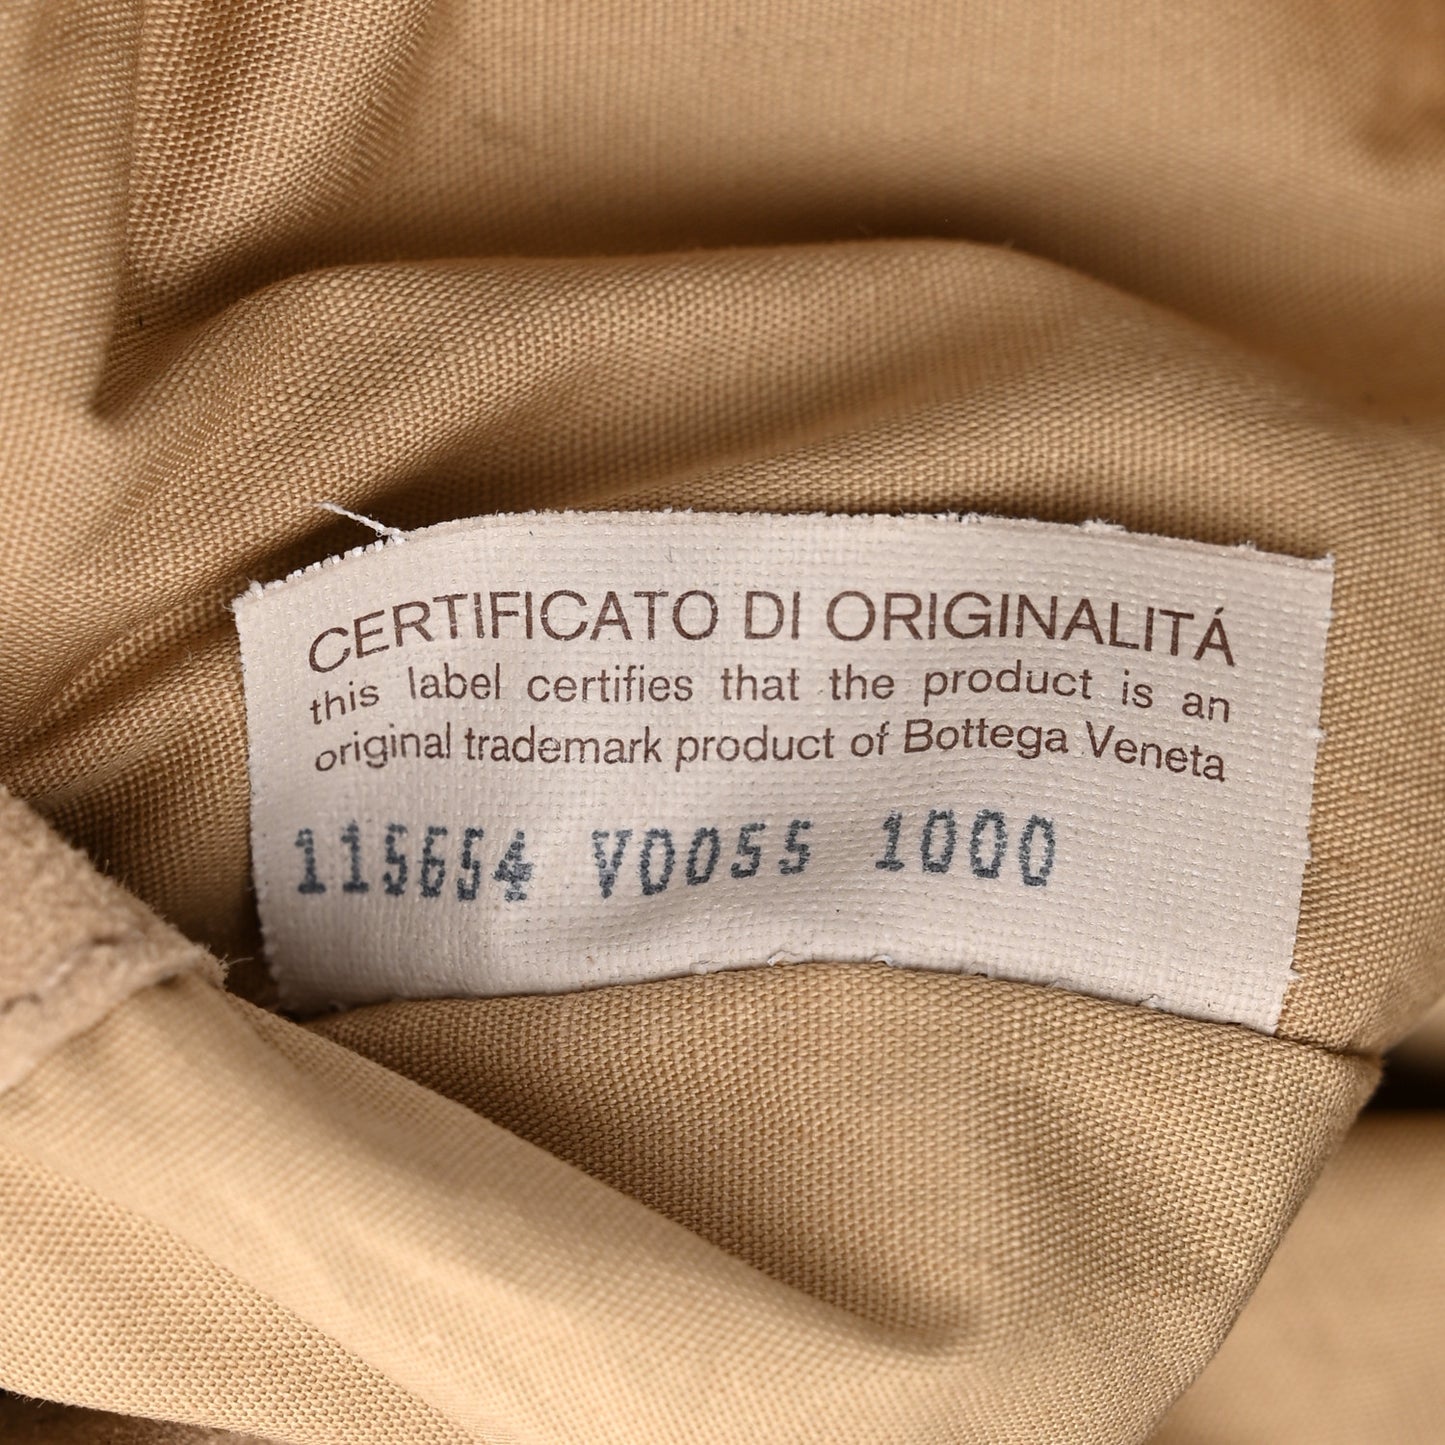 CERTIFICATO DI ORIGINALITÁ
this label certifies that the product is an
original trademark product of Bottega Veneta
115654 V0055 1000